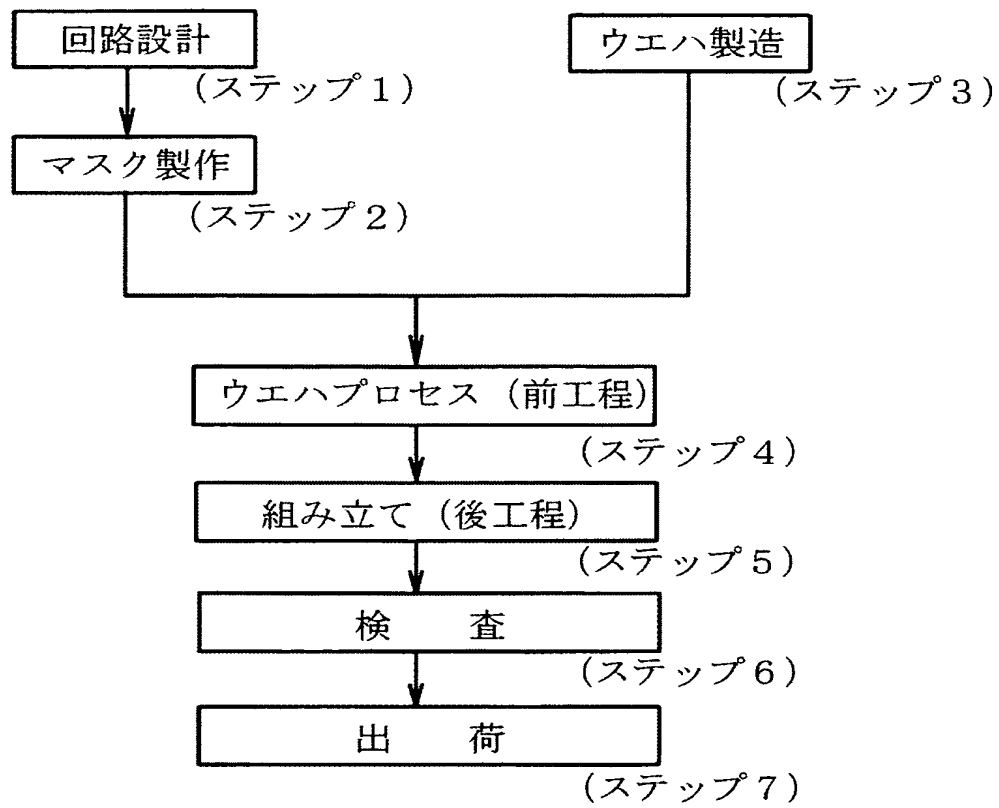 回路設計
(ステップ1)
ウエハ製造
(ステップ3)
マスク製作
(ステップ2)
ウエハプロセス (前工程)
(ステップ4)
組み立て (後工程)
(ステップ5)
検　査
(ステップ6)
出　荷
(ステップ7)